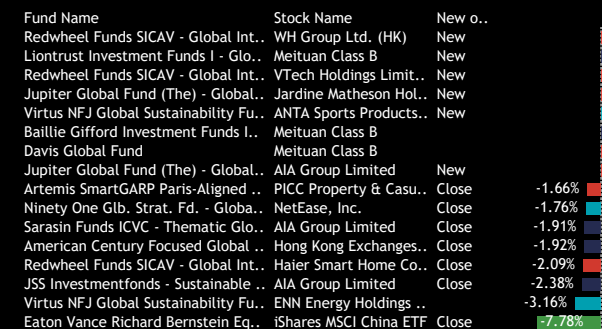 Fund Name Stock Name New o..
Redwheel Funds SICAV - Global Int.. WH Group Ltd. (HK) New
Liontrust Investment Funds I - Glo.. Meituan Class B New
Redwheel Funds SICAV - Global Int.. VTech Holdings Limit.. New
Jupiter Global Fund (The) - Global.. Jardine Matheson Hol.. New
Virtus NFJ Global Sustainability Fu.. ANTA Sports Products.. New
Baillie Gifford Investment Funds I.. Meituan Class B
Davis Global Fund Meituan Class B
Jupiter Global Fund (The) - Global.. AIA Group Limited New
Artemis SmartGARP Paris-Aligned .. PICC Property & Casu.. Close -1.66%
Ninety One Glb. Strat. Fd. - Globa.. NetEase, Inc. Close -1.76%
Sarasin Funds ICVC - Thematic Glo.. AIA Group Limited Close -1.91%
American Century Focused Global .. Hong Kong Exchanges.. Close -1.92%
Redwheel Funds SICAV - Global Int.. Haier Smart Home Co.. Close -2.09%
JSS Investmentfonds - Sustainable .. AIA Group Limited Close -2.38%
Virtus NFJ Global Sustainability Fu.. ENN Energy Holdings .. -3.16%
Eaton Vance Richard Bernstein Eq.. iShares MSCI China ETF Close -7.78%